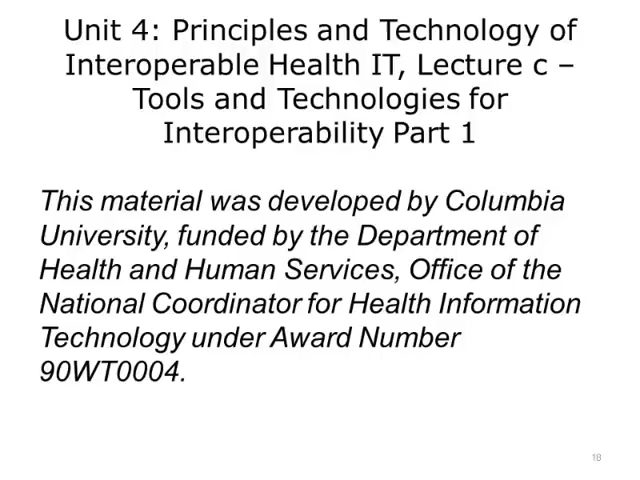 Unit 4: Principles and Technology of
Interoperable Health IT, Lecture c –
Tools and Technologies for
Interoperability Part 1
This material was developed by Columbia
University, funded by the Department of
Health and Human Services, Office of the
National Coordinator for Health Information
Technology under Award Number
90WT0004.
18